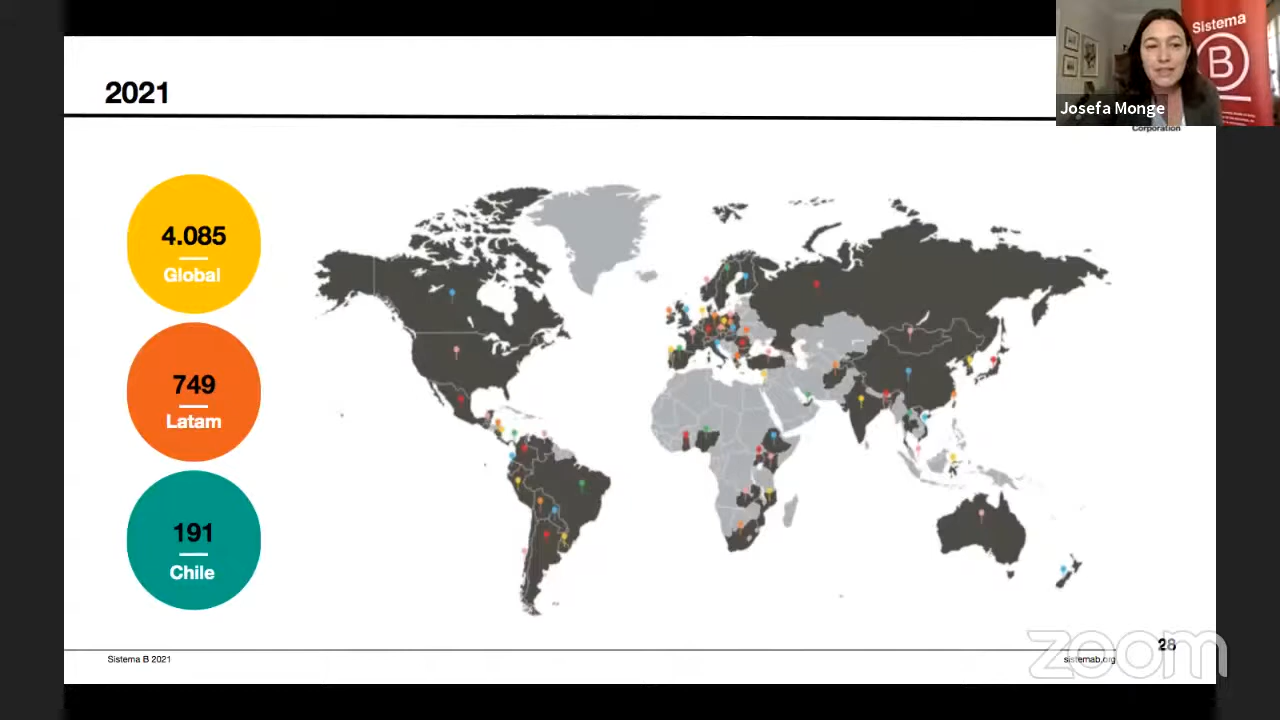 2021
Sistema
B
Josefa Monge
Corporation
4.085
Global
749
Latam
191
Chile
Sistema B 2021
sistemab.org
28
zoom